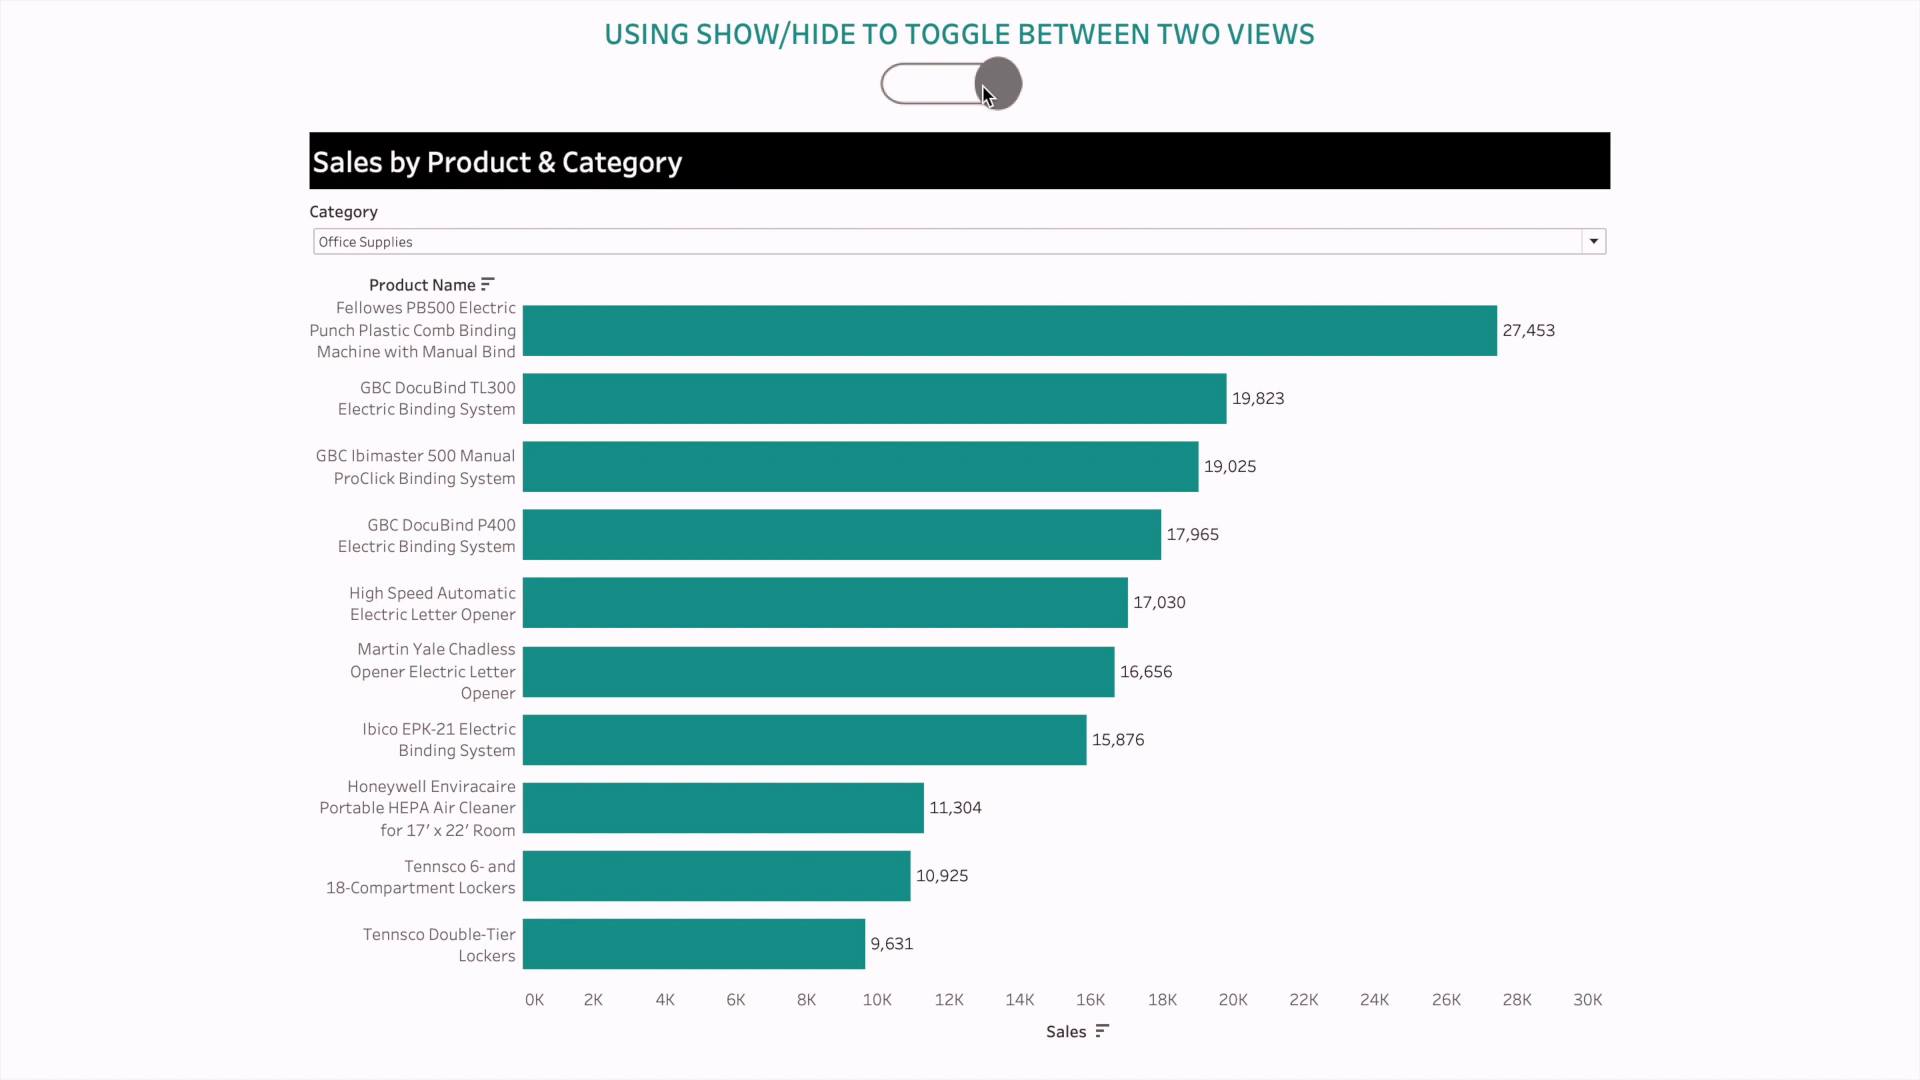 USING SHOW/HIDE TO TOGGLE BETWEEN TWO VIEWS
Sales by Product & Category
Category
Office Supplies
Product Name
Fellowes PB500 Electric
Punch Plastic Comb Binding
Machine with Manual Bind
27,453
GBC DocuBind TL300
Electric Binding System
19,823
GBC Ibimaster 500 Manual
ProClick Binding System
19,025
GBC DocuBind P400
Electric Binding System
17,965
High Speed Automatic
Electric Letter Opener
17,030
Martin Yale Chadless
Opener Electric Letter
Opener
16,656
Ibico EPK-21 Electric
Binding System
15,876
Honeywell Enviracaire
Portable HEPA Air Cleaner
for 17' x 22' Room
11,304
Tennsco 6- and
18-Compartment Lockers
10,925
Tennsco Double-Tier
Lockers
9,631
0K 2K 4K 6K 8K 10K 12K 14K 16K 18K 20K 22K 24K 26K 28K 30K
Sales